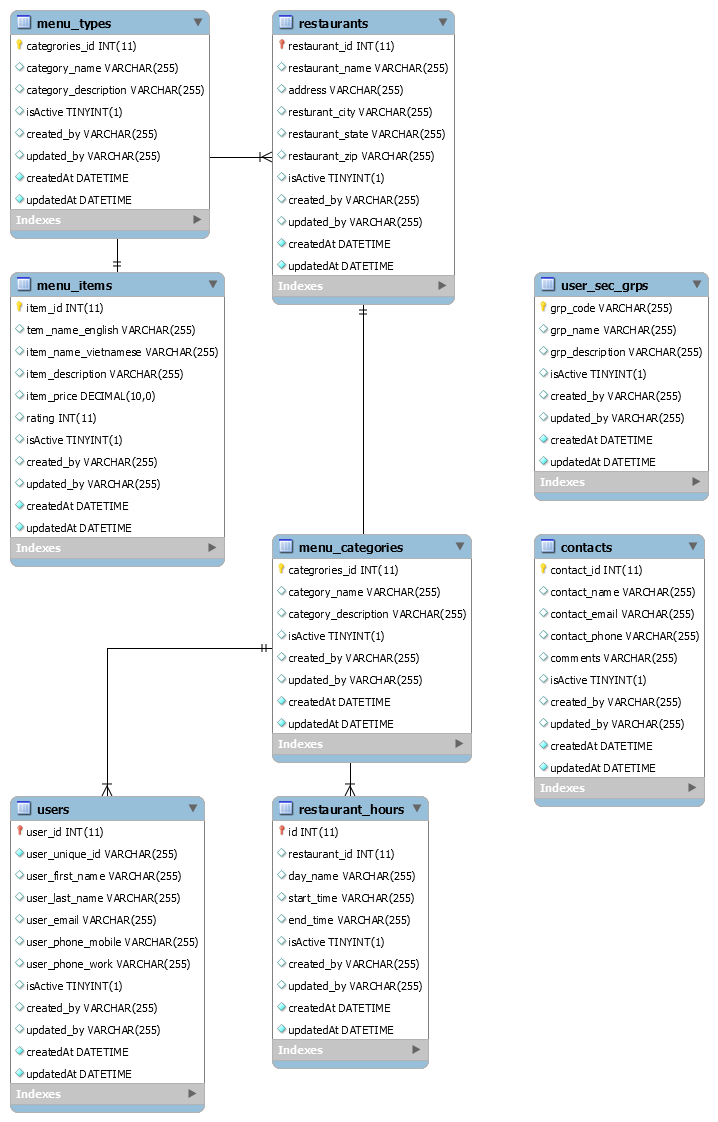 menu_types
categrories_id INT(11)
category_name VARCHAR(255)
category_description VARCHAR(255)
isActive TINYINT(1)
created_by VARCHAR(255)
updated_by VARCHAR(255)
createdAt DATETIME
updatedAt DATETIME
Indexes
restaurants
restaurant_id INT(11)
restaurant_name VARCHAR(255)
address VARCHAR(255)
resturant_city VARCHAR(255)
restaurant_state VARCHAR(255)
restaurant_zip VARCHAR(255)
isActive TINYINT(1)
created_by VARCHAR(255)
updated_by VARCHAR(255)
createdAt DATETIME
updatedAt DATETIME
Indexes
menu_items
item_id INT(11)
tem_name_english VARCHAR(255)
item_name_vietnamese VARCHAR(255)
item_description VARCHAR(255)
item_price DECIMAL(10,0)
rating INT(11)
isActive TINYINT(1)
created_by VARCHAR(255)
updated_by VARCHAR(255)
createdAt DATETIME
updatedAt DATETIME
Indexes
user_sec_grps
grp_code VARCHAR(255)
grp_name VARCHAR(255)
grp_description VARCHAR(255)
isActive TINYINT(1)
created_by VARCHAR(255)
updated_by VARCHAR(255)
createdAt DATETIME
updatedAt DATETIME
Indexes
menu_categories
categrories_id INT(11)
category_name VARCHAR(255)
category_description VARCHAR(255)
isActive TINYINT(1)
created_by VARCHAR(255)
updated_by VARCHAR(255)
createdAt DATETIME
updatedAt DATETIME
Indexes
contacts
contact_id INT(11)
contact_name VARCHAR(255)
contact_email VARCHAR(255)
contact_phone VARCHAR(255)
comments VARCHAR(255)
isActive TINYINT(1)
created_by VARCHAR(255)
updated_by VARCHAR(255)
createdAt DATETIME
updatedAt DATETIME
Indexes
users
user_id INT(11)
user_unique_id VARCHAR(255)
user_first_name VARCHAR(255)
user_last_name VARCHAR(255)
user_email VARCHAR(255)
user_phone_mobile VARCHAR(255)
user_phone_work VARCHAR(255)
isActive TINYINT(1)
created_by VARCHAR(255)
updated_by VARCHAR(255)
createdAt DATETIME
updatedAt DATETIME
Indexes
restaurant_hours
id INT(11)
restaurant_id INT(11)
day_name VARCHAR(255)
start_time VARCHAR(255)
end_time VARCHAR(255)
isActive TINYINT(1)
created_by VARCHAR(255)
updated_by VARCHAR(255)
createdAt DATETIME
updatedAt DATETIME
Indexes